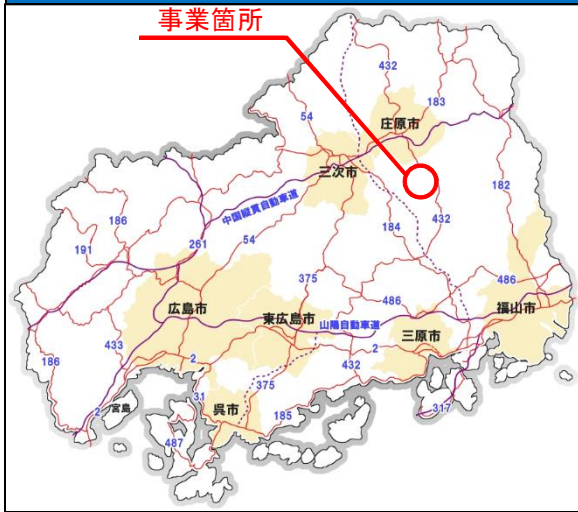 事業箇所
432
54
183
庄原市
三次市
182
中国縦貫自動車道
184
432
186
191
261
54
375
486
486
広島市
東広島市
山陽自動車道
三原市
福山市
433
186
2
2
432
2
宮島
31
375
呉市
185
317
487